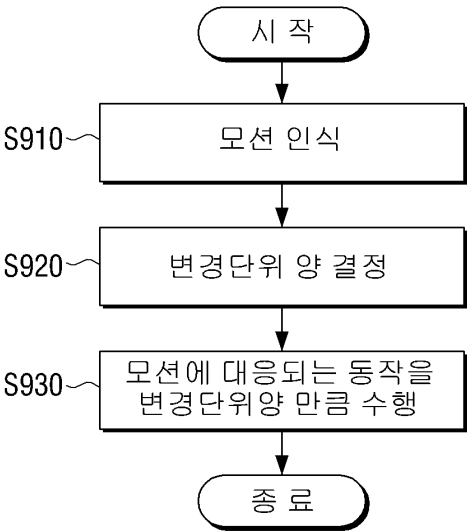 시 작
S910
모션 인식
S920
변경단위 양 결정
S930
모션에 대응되는 동작을
변경단위양 만큼 수행
종 료